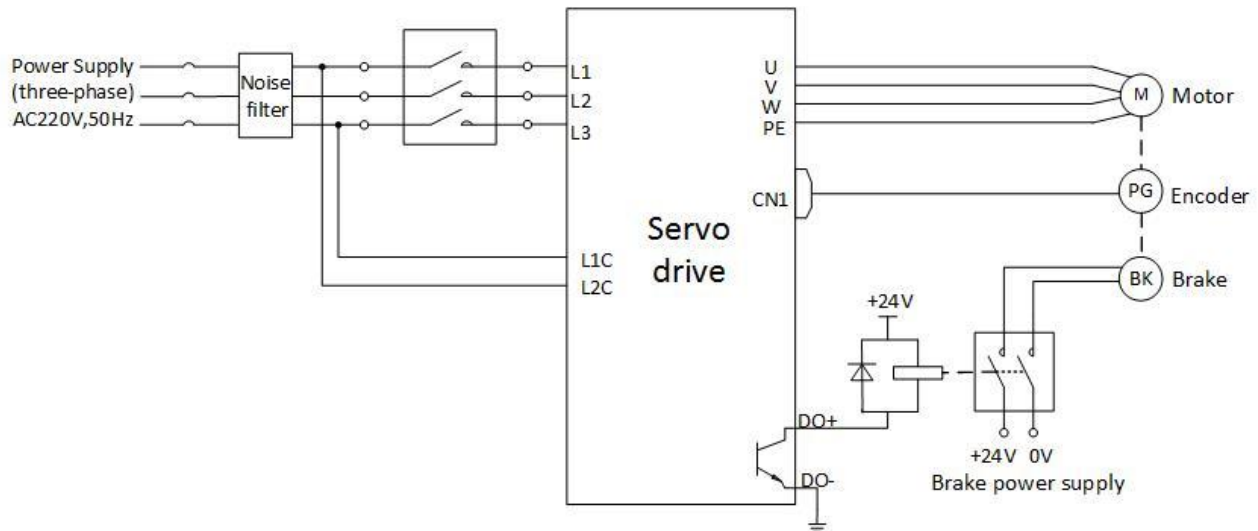 Power Supply
(three-phase)
AC220V,50Hz
Noise
filter
L1
L2
L3
L1C
L2C
Servo
drive
U
V
W
PE
CN1
DO+
DO-
M
Motor
PG
Encoder
BK
Brake
+24V
+24V 0V
Brake power supply